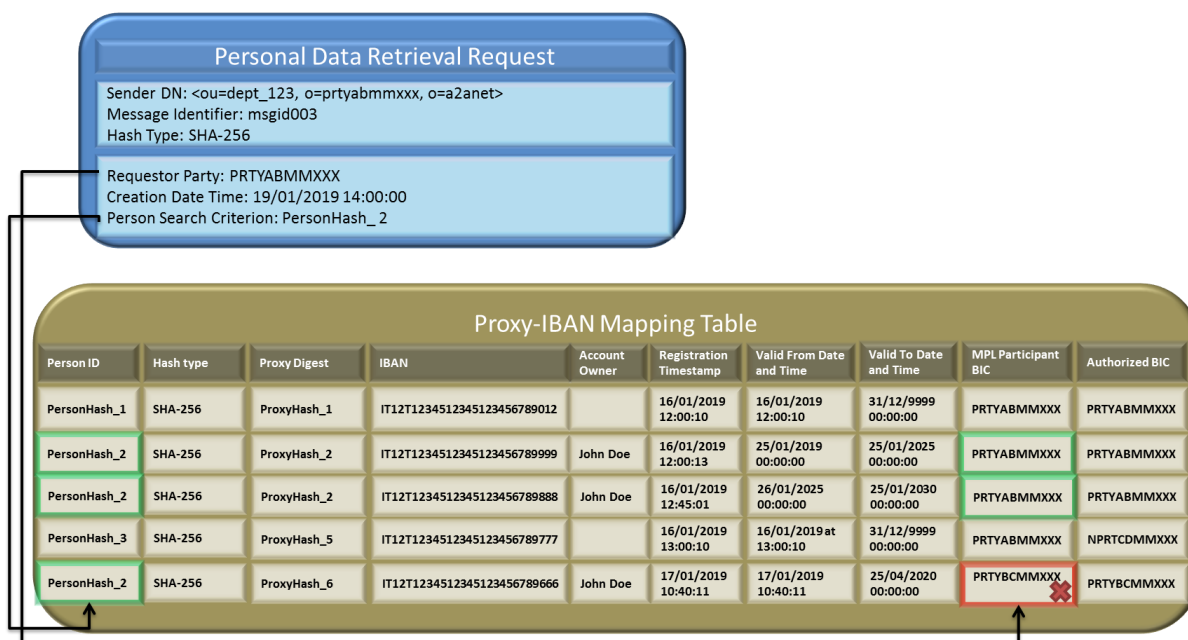 Personal Data Retrieval Request
Sender DN: <ou=dept_123, o=prtyabmmxxx, o=a2anet>
Message Identifier: msgid003
Hash Type: SHA-256
Requestor Party: PRTYABMMXXX
Creation Date Time: 19/01/2019 14:00:00
Person Search Criterion: PersonHash_ 2
Proxy-IBAN Mapping Table
Person ID Hash type Proxy Digest IBAN Account Owner Registration Timestamp Valid From Date and Time Valid To Date and Time MPL Participant BIC Authorized BIC
PersonHash_1 SHA-256 ProxyHash_1 IT12T1234512345123456789012 16/01/2019 12:00:10 16/01/2019 12:00:10 31/12/9999 00:00:00 PRTYABMMXXX PRTYABMMXXX
PersonHash_2 SHA-256 ProxyHash_2 IT12T1234512345123456789999 John Doe 16/01/2019 12:00:13 25/01/2019 00:00:00 25/01/2025 00:00:00 PRTYABMMXXX PRTYABMMXXX
PersonHash_2 SHA-256 ProxyHash_2 IT12T1234512345123456789888 John Doe 16/01/2019 12:45:01 26/01/2025 00:00:00 25/01/2030 00:00:00 PRTYABMMXXX PRTYABMMXXX
PersonHash_3 SHA-256 ProxyHash_5 IT12T1234512345123456789777 16/01/2019 13:00:10 16/01/2019 at 13:00:10 31/12/9999 00:00:00 PRTYABMMXXX NPRTCDMMXXX
PersonHash_2 SHA-256 ProxyHash_6 IT12T1234512345123456789666 John Doe 17/01/2019 10:40:11 17/01/2019 10:40:11 25/04/2020 00:00:00 PRTYBCMMXXX PRTYBCMMXXX